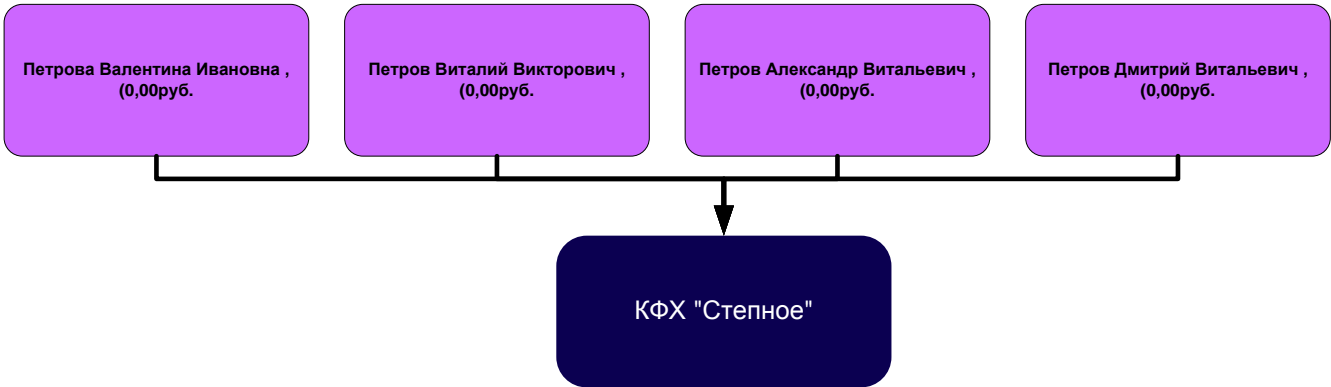 Петрова Валентина Ивановна ,
(0,00руб.
Петров Виталий Викторович ,
(0,00руб.
Петров Александр Витальевич ,
(0,00руб.
Петров Дмитрий Витальевич ,
(0,00руб.
КФХ "Степное"